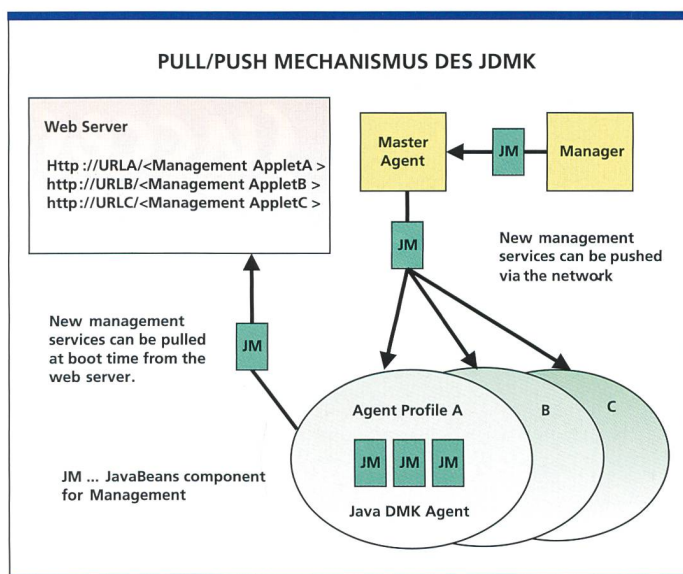 PULL/PUSH MECHANISMUS DES JDMK
Web Server
Http ://URLA/<Management AppletA >
http://URLB/<Management AppletB >
http://URLC/<Management AppletC >
Master
Agent
JM
Manager
JM
New management
services can be pushed
via the network
New management
services can be pulled
at boot time from the
web server.
JM
Agent Profile A
B
C
JM JM JM
Java DMK Agent
JM ... JavaBeans component
for Management